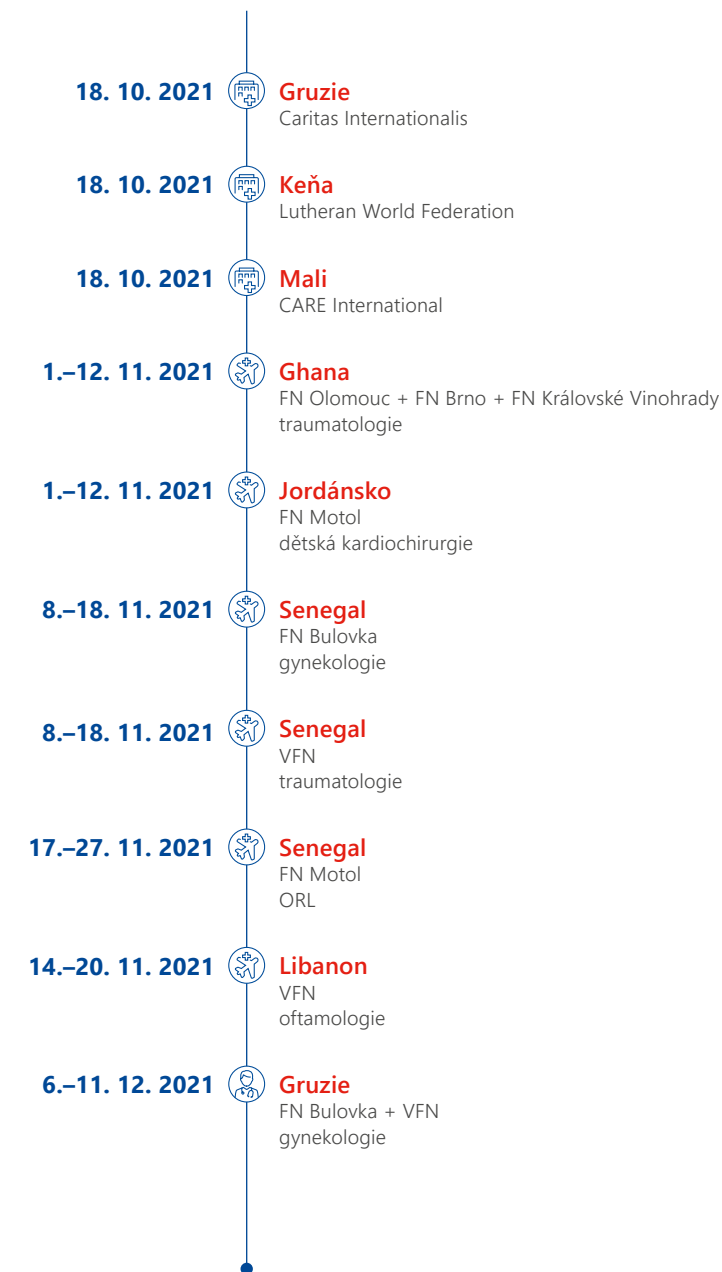 18. 10. 2021 Gruzie
Caritas Internationalis
18. 10. 2021 Keňa
Lutheran World Federation
18. 10. 2021 Mali
CARE International
1.–12. 11. 2021 Ghana
FN Olomouc + FN Brno + FN Královské Vinohrady
traumatologie
1.–12. 11. 2021 Jordánsko
FN Motol
dětská kardiochirurgie
8.–18. 11. 2021 Senegal
FN Bulovka
gynekologie
8.–18. 11. 2021 Senegal
VFN
traumatologie
17.–27. 11. 2021 Senegal
FN Motol
ORL
14.–20. 11. 2021 Libanon
VFN
oftamologie
6.–11. 12. 2021 Gruzie
FN Bulovka + VFN
gynekologie